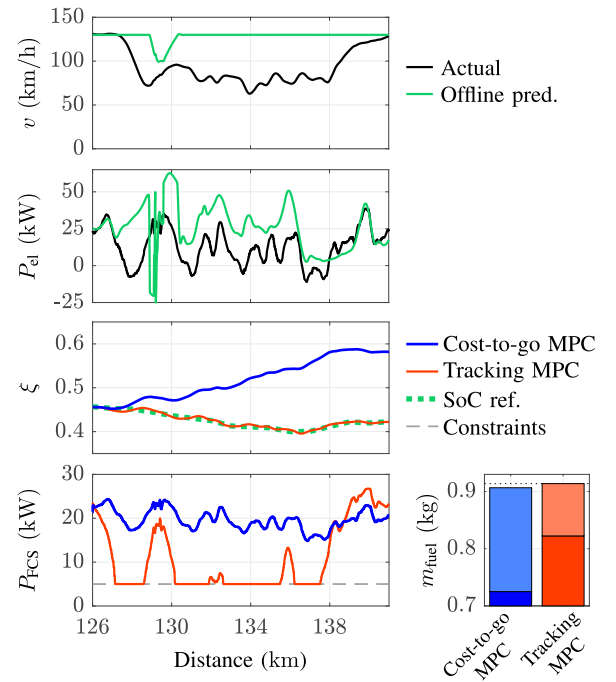 150
100
50
0
v (km/h)
Actual
Offline pred.
50
25
0
-25
P_el (kW)
0.6
0.5
0.4
ξ
Cost-to-go MPC
Tracking MPC
SoC ref.
Constraints
30
20
10
0
P_FCS (kW)
126
130
134
138
Distance (km)
0.9
0.8
0.7
m_fuel (kg)
Cost-to-go
MPC
Tracking
MPC